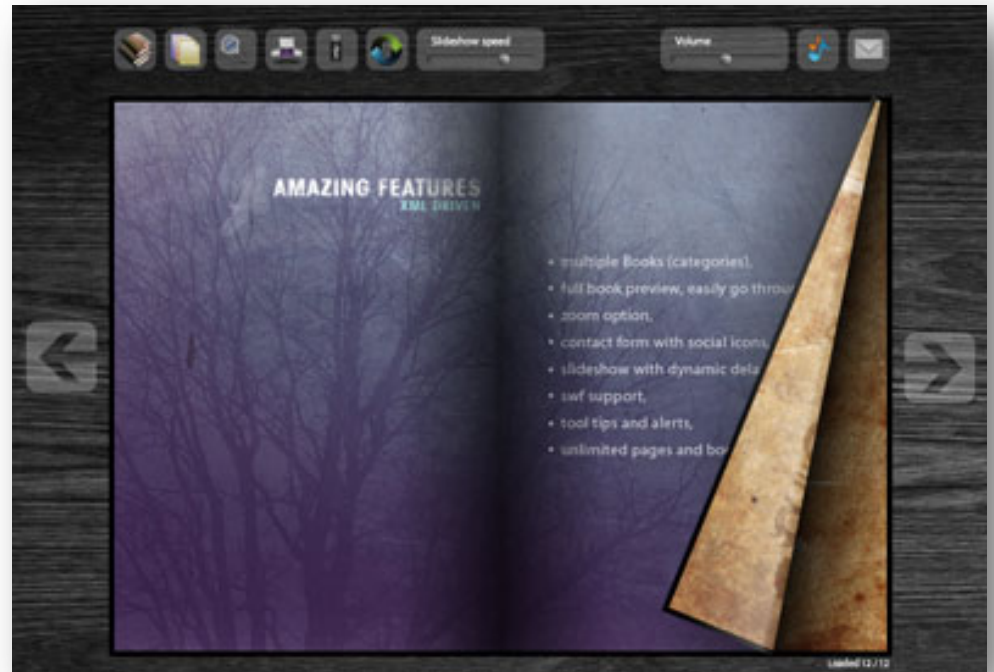 Slideshow speed
Volume
AMAZING FEATURES
XML DRIVEN
• multiple Books (categories),
• full book preview, easily go throu
• zoom option,
• contact form with social icons,
• slideshow with dynamic dela
• swf support,
• tool tips and alerts,
• unlimited pages and bo
Loaded 12/12